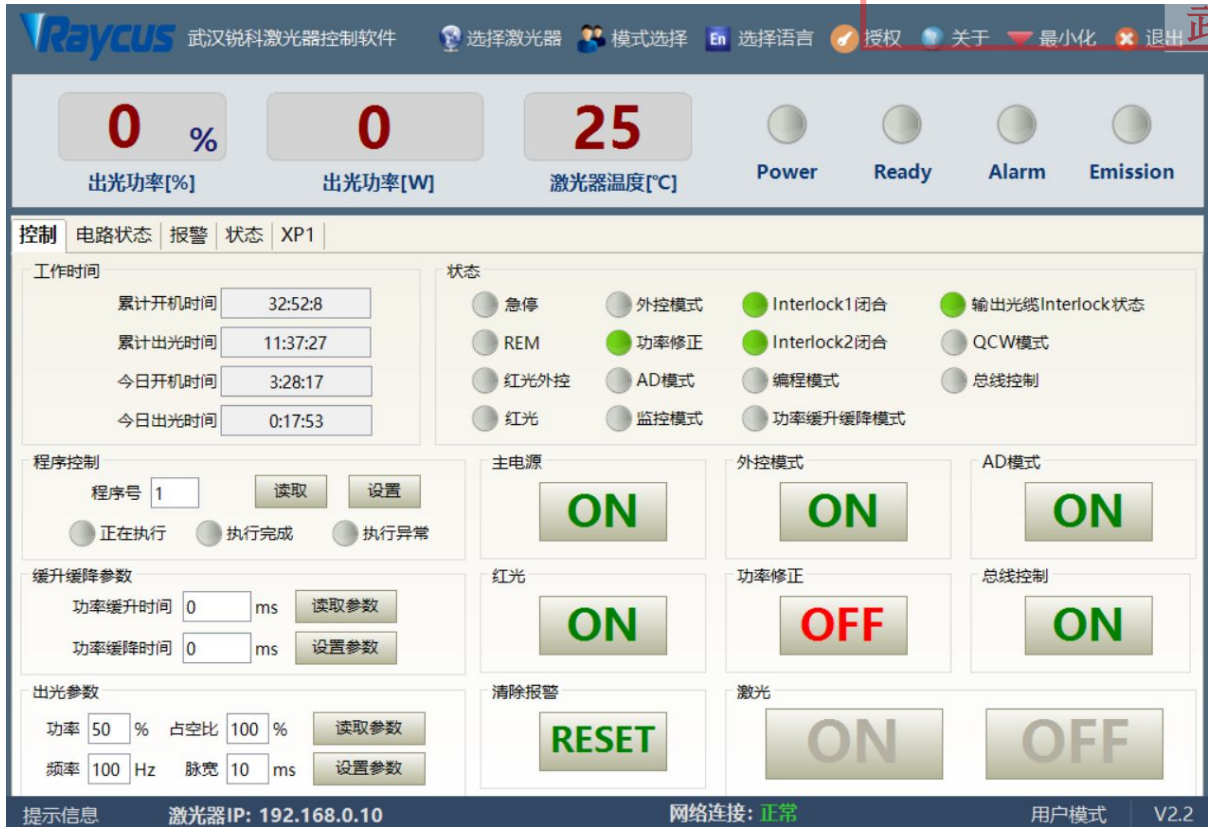 Raycus 武汉锐科激光器控制软件 选择激光器 模式选择 En 选择语言 授权 关于 最小化 退出
0 % 0 25
出光功率[%] 出光功率[W] 激光器温度[℃] Power Ready Alarm Emission
控制 电路状态 报警 状态 XP1
工作时间
累计开机时间 32:52:8
累计出光时间 11:37:27
今日开机时间 3:28:17
今日出光时间 0:17:53
状态
急停 外控模式 Interlock1闭合 输出光缆Interlock状态
REM 功率修正 Interlock2闭合 QCW模式
红光外控 AD模式 编程模式 总线控制
红光 监控模式 功率缓升缓降模式
程序控制
程序号 1 读取 设置
正在执行 执行完成 执行异常
主电源
ON
外控模式
ON
AD模式
ON
缓升缓降参数
功率缓升时间 0 ms 读取参数
功率缓降时间 0 ms 设置参数
红光
ON
功率修正
OFF
总线控制
ON
出光参数
功率 50 % 占空比 100 % 读取参数
频率 100 Hz 脉宽 10 ms 设置参数
清除报警
RESET
激光
ON OFF
提示信息 激光器IP: 192.168.0.10 网络连接: 正常 用户模式 V2.2